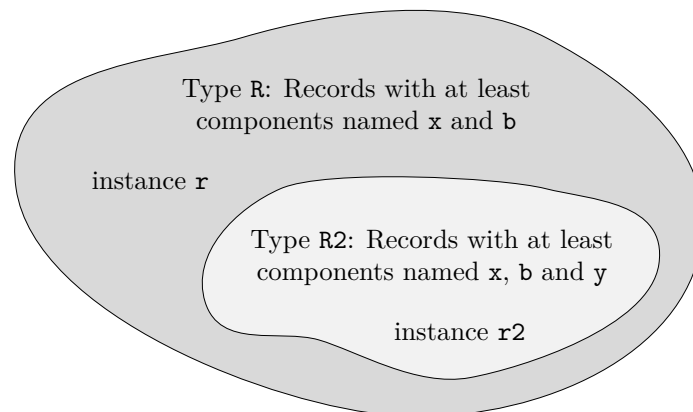 Type R: Records with at least
components named x and b
instance r
Type R2: Records with at least
components named x, b and y
instance r2